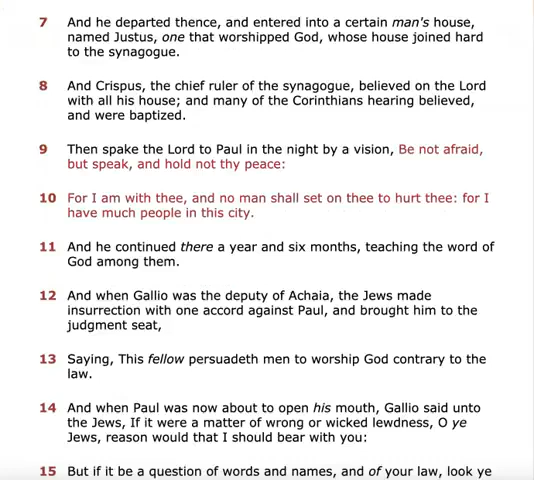 7 And he departed thence, and entered into a certain man's house,
named Justus, one that worshipped God, whose house joined hard
to the synagogue.
8 And Crispus, the chief ruler of the synagogue, believed on the Lord
with all his house; and many of the Corinthians hearing believed,
and were baptized.
9 Then spake the Lord to Paul in the night by a vision, Be not afraid,
but speak, and hold not thy peace:
10 For I am with thee, and no man shall set on thee to hurt thee: for I
have much people in this city.
11 And he continued there a year and six months, teaching the word of
God among them.
12 And when Gallio was the deputy of Achaia, the Jews made
insurrection with one accord against Paul, and brought him to the
judgment seat,
13 Saying, This fellow persuadeth men to worship God contrary to the
law.
14 And when Paul was now about to open his mouth, Gallio said unto
the Jews, If it were a matter of wrong or wicked lewdness, O ye
Jews, reason would that I should bear with you:
15 But if it be a question of words and names, and of your law, look ye